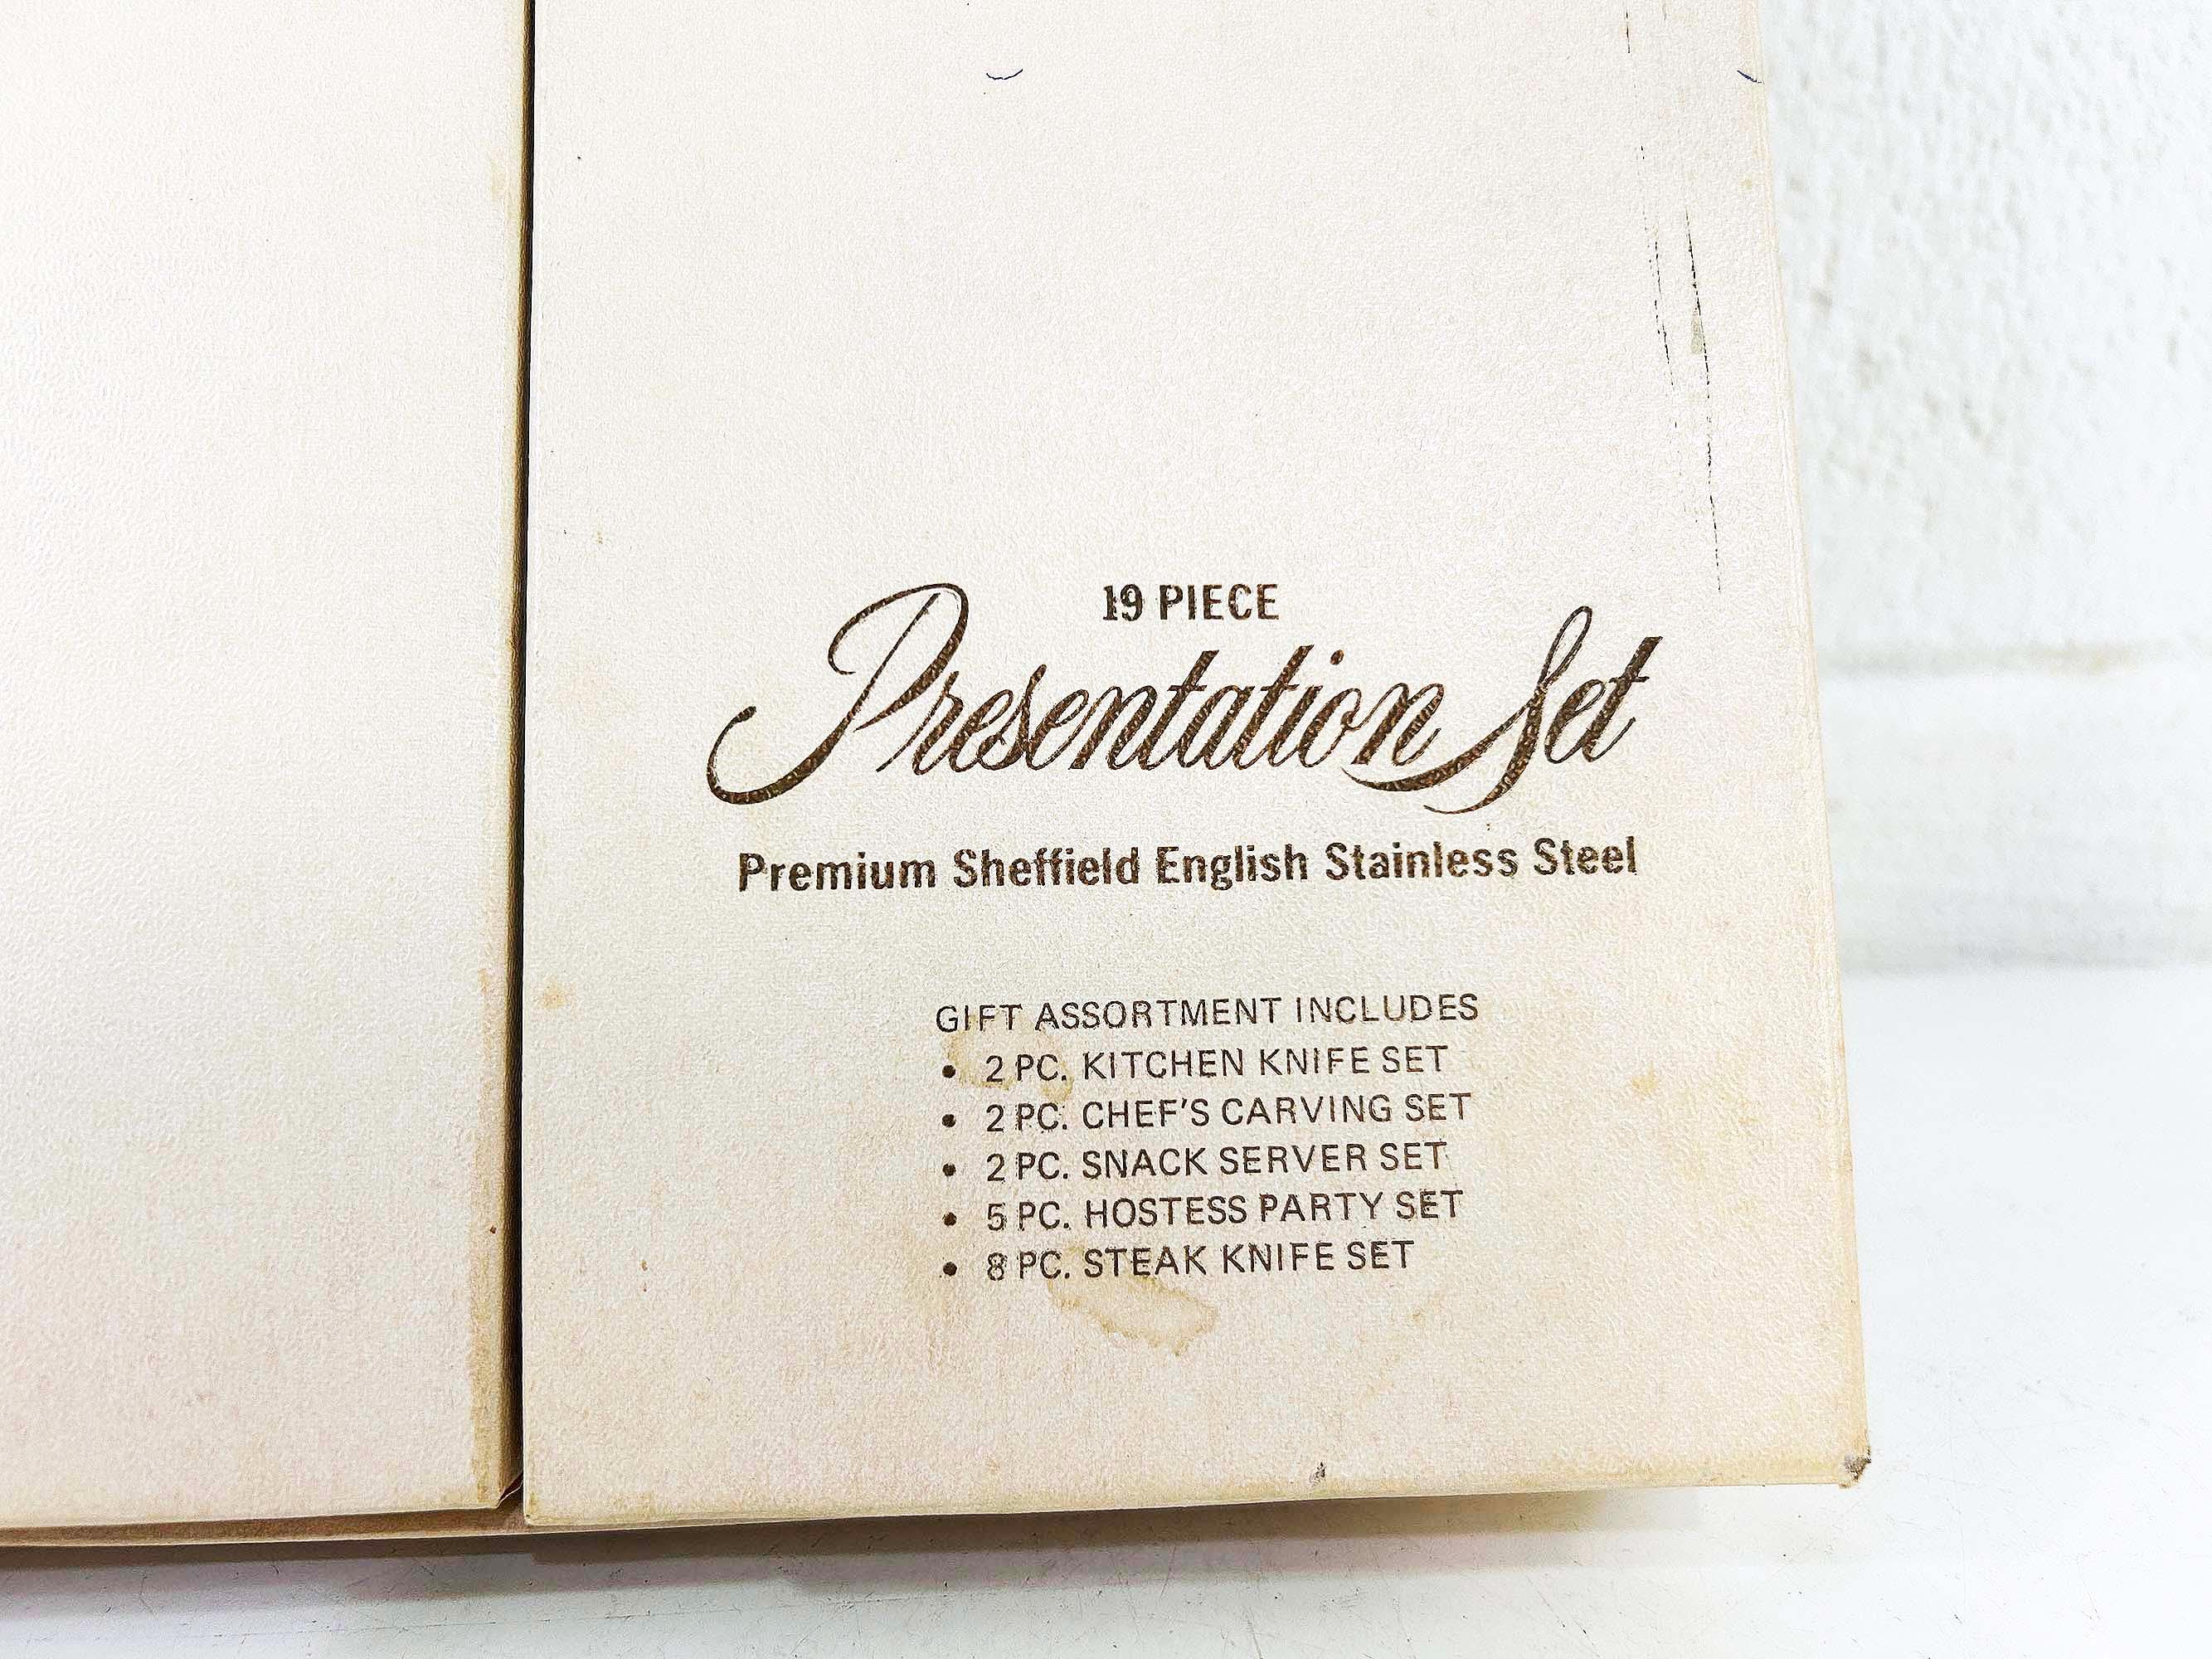 19 PIECE
Presentation Set
Premium Sheffield English Stainless Steel
GIFT ASSORTMENT INCLUDES
• 2 PC. KITCHEN KNIFE SET
• 2 PC. CHEF'S CARVING SET
• 2 PC. SNACK SERVER SET
• 5 PC. HOSTESS PARTY SET
• 8 PC. STEAK KNIFE SET